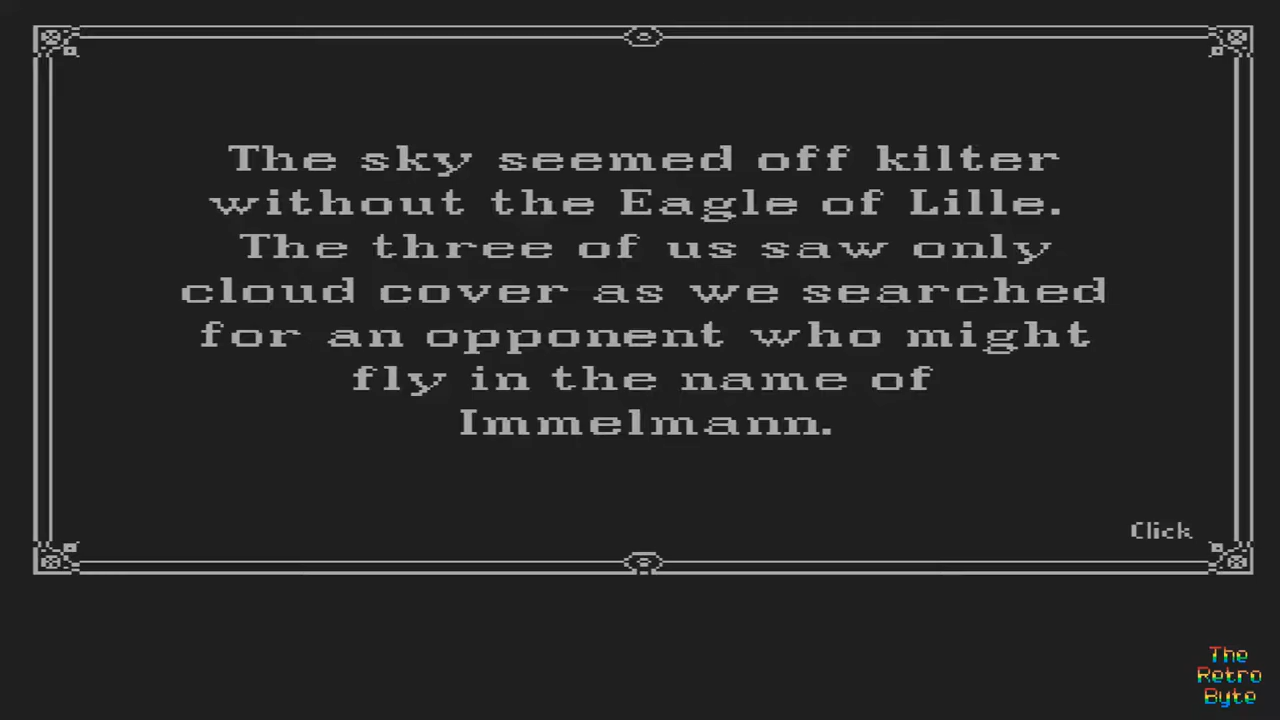 The sky seemed off kilter
without the Eagle of Lille.
The three of us saw only
cloud cover as we searched
for an opponent who might
fly in the name of
Immelmann.
Click
The
Retro
Byte